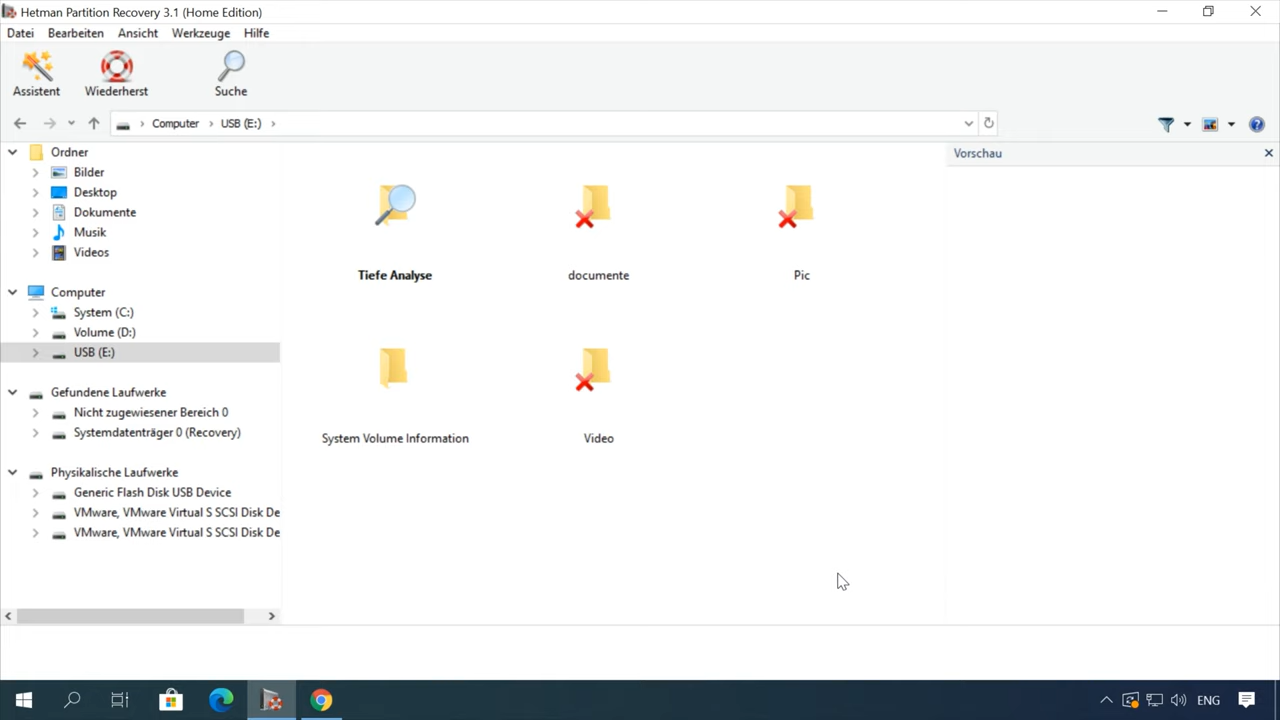 Hetman Partition Recovery 3.1 (Home Edition)
Datei Bearbeiten Ansicht Werkzeuge Hilfe
Assistent Wiederherst Suche
Computer USB (E:)
Vorschau
Ordner
Bilder
Desktop
Dokumente
Musik
Videos
Computer
System (C:)
Volume (D:)
USB (E:)
Gefundene Laufwerke
Nicht zugewiesener Bereich 0
Systemdatenträger 0 (Recovery)
Physikalische Laufwerke
Generic Flash Disk USB Device
VMware, VMware Virtual S SCSI Disk De
VMware, VMware Virtual S SCSI Disk De
Tiefe Analyse documente Pic
System Volume Information Video
ENG